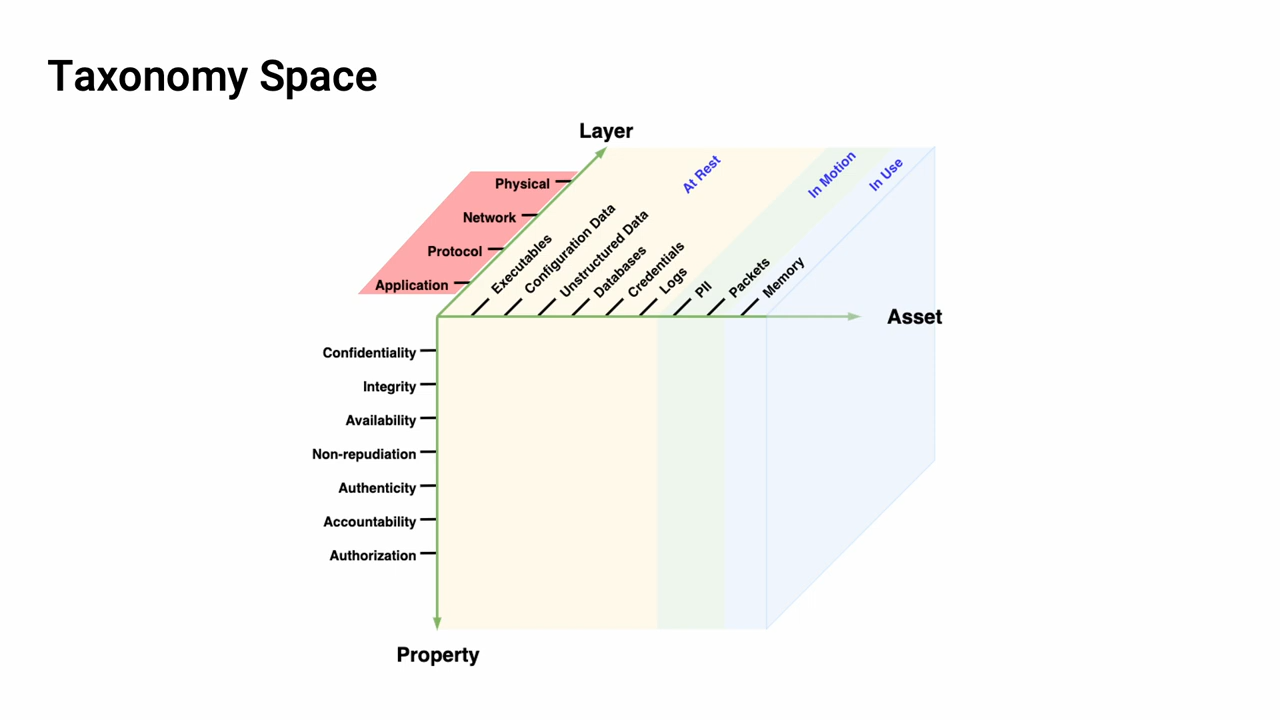 Taxonomy Space
Layer
Physical
Network
Protocol
Application
At Rest
In Motion
In Use
Executables
Configuration Data
Unstructured Data
Databases
Credentials
Logs
PII
Packets
Memory
Asset
Confidentiality
Integrity
Availability
Non-repudiation
Authenticity
Accountability
Authorization
Property